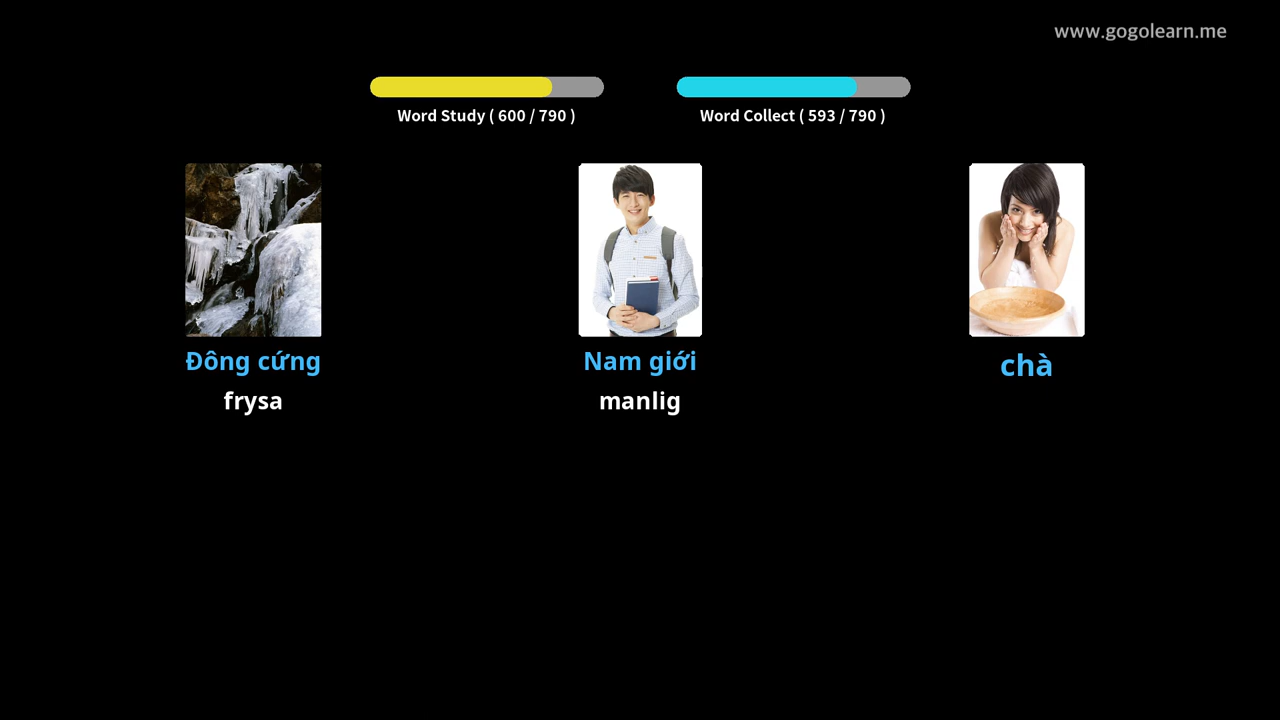 www.gogolearn.me
Word Study ( 600 / 790 )
Word Collect ( 593 / 790 )
Đông cứng
frysa
Nam giới
manlig
chà